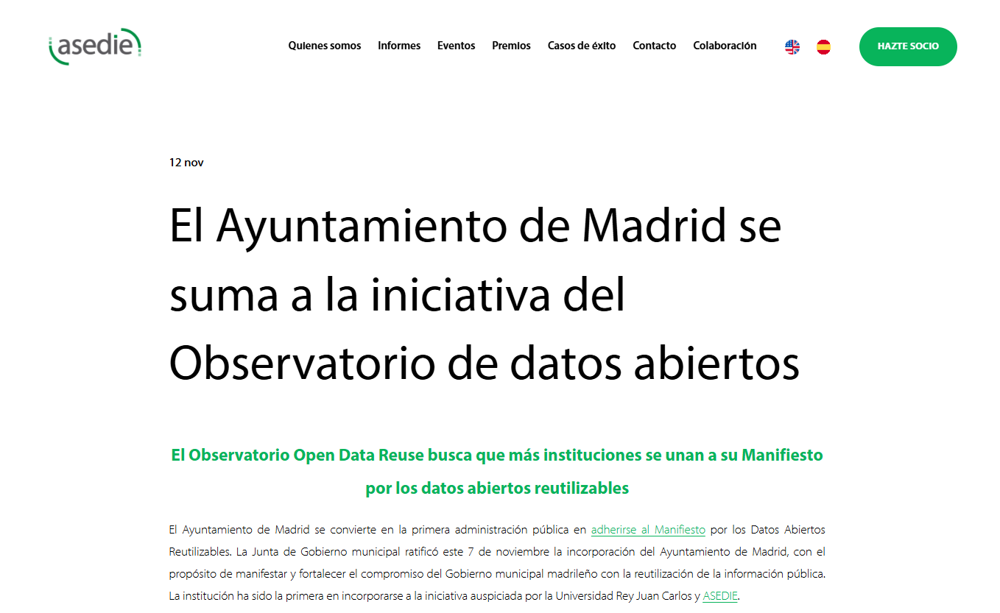 asedie
Quienes somos Informes Eventos Premios Casos de éxito Contacto Colaboración HAZTE SOCIO
12 nov
El Ayuntamiento de Madrid se
suma a la iniciativa del
Observatorio de datos abiertos
El Observatorio Open Data Reuse busca que más instituciones se unan a su Manifiesto
por los datos abiertos reutilizables
El Ayuntamiento de Madrid se convierte en la primera administración pública en adherirse al Manifiesto por los Datos Abiertos
Reutilizables. La Junta de Gobierno municipal ratificó este 7 de noviembre la incorporación del Ayuntamiento de Madrid, con el
propósito de manifestar y fortalecer el compromiso del Gobierno municipal madrileño con la reutilización de la información pública.
La institución ha sido la primera en incorporarse a la iniciativa auspiciada por la Universidad Rey Juan Carlos y ASEDIE.